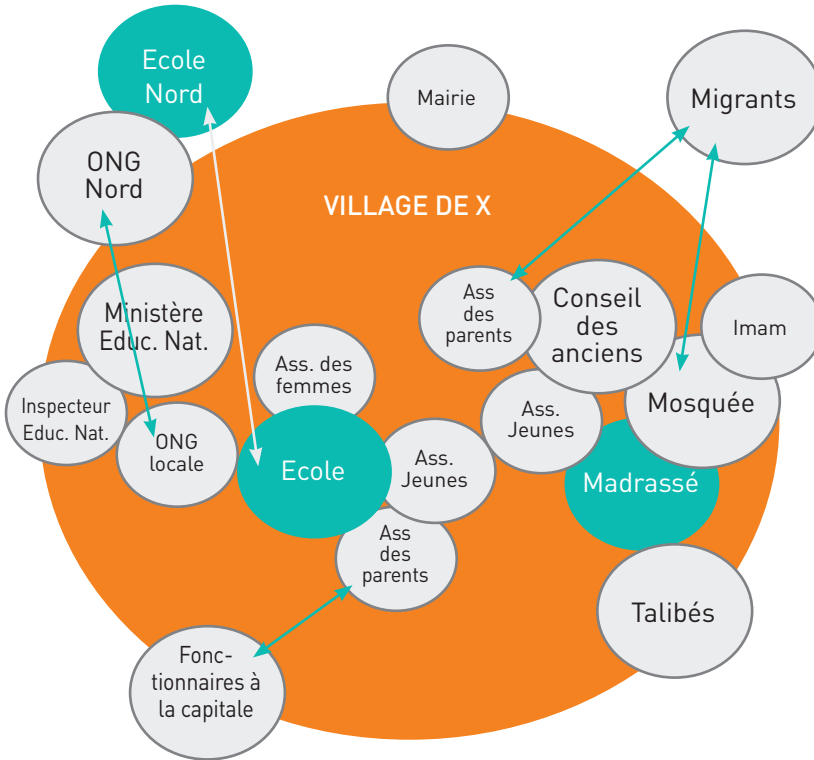 Ecole
Nord
Mairie
Migrants
ONG
Nord
VILLAGE DE X
Ministère
Educ. Nat.
Ass
des
parents
Conseil
des
anciens
Imam
Inspecteur
Educ. Nat.
Ass. des
femmes
ONG
locale
Ecole
Ass.
Jeunes
Ass.
Jeunes
Mosquée
Madrassé
Ass
des
parents
Talibés
Fonc-
tionnaires à
la capitale